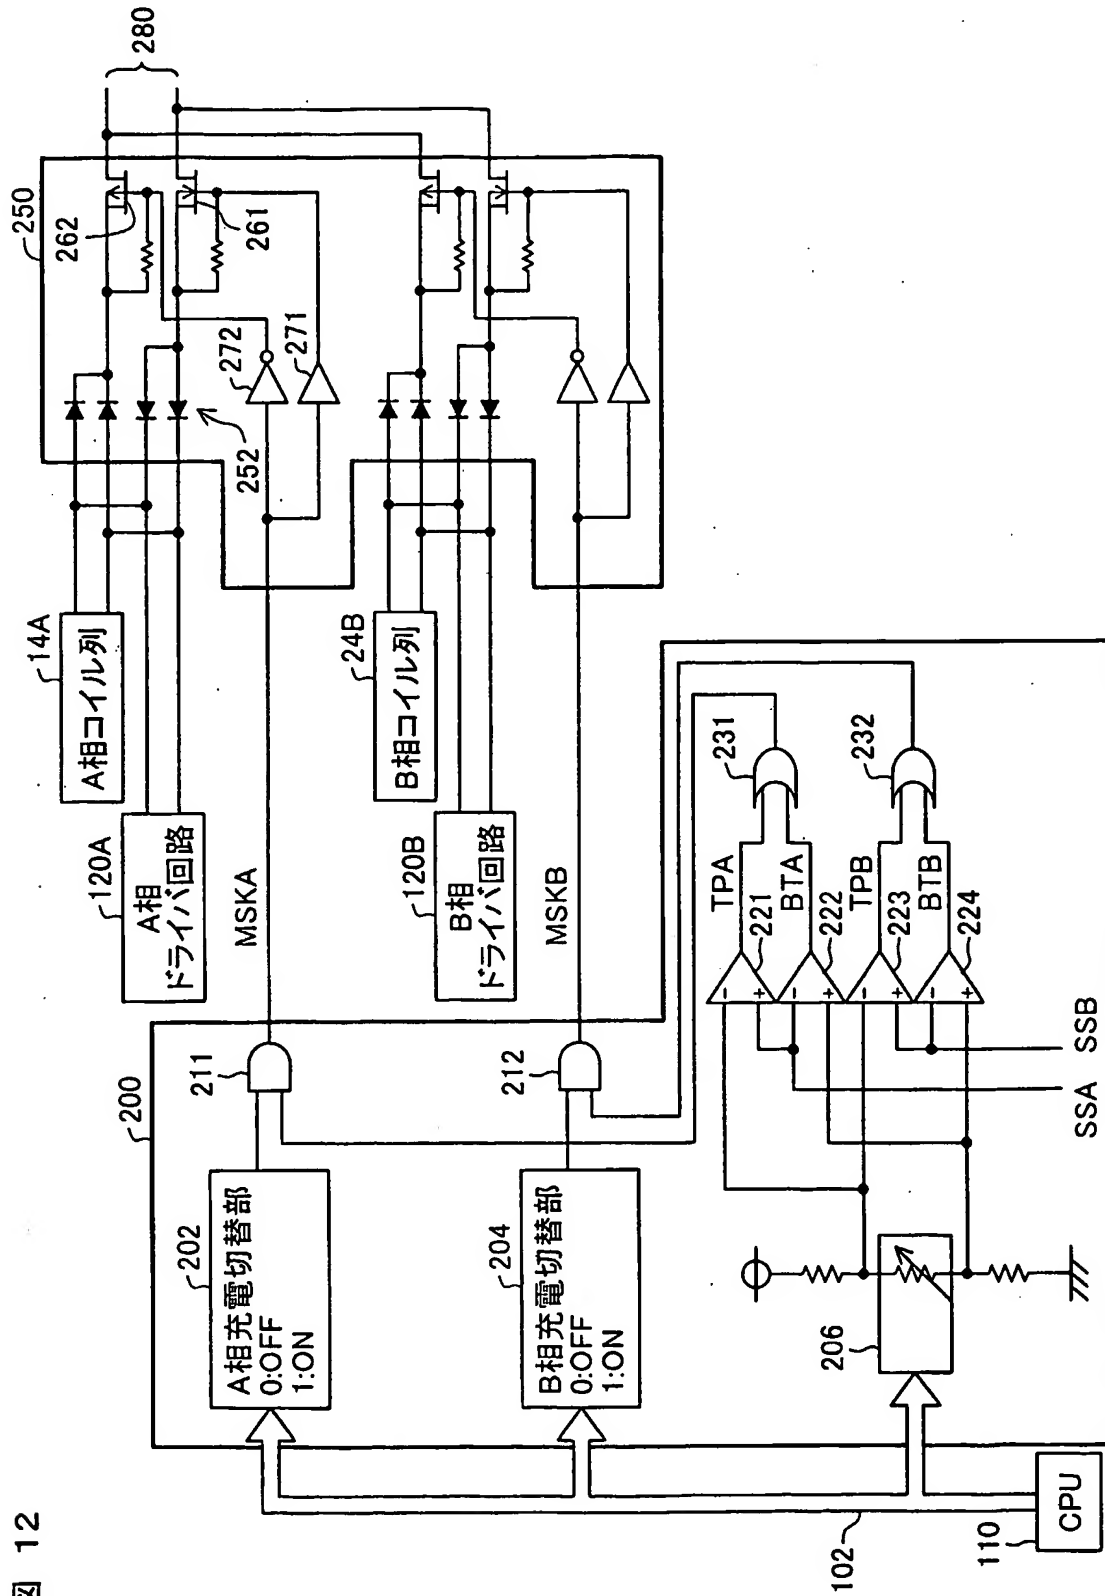 図 12
280
250
262
261
272
271
252
14A
A相コイル列
120A
A相
ドライバ回路
MSKA
24B
B相コイル列
120B
B相
ドライバ回路
MSKB
200
211
212
202
A相充電切替部
0:OFF
1:ON
204
B相充電切替部
0:OFF
1:ON
206
231
232
TPA
221
BTA
222
TPB
223
BTB
224
-
+
-
+
-
+
-
+
SSA
SSB
102
110
CPU